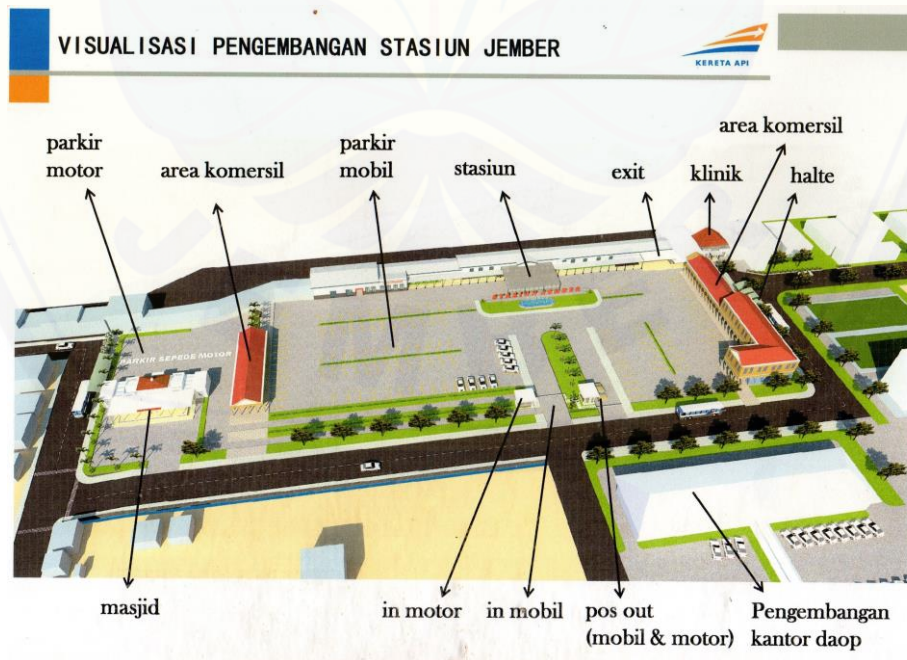 VISUALISASI PENGEMBANGAN STASIUN JEMBER
KERETA API
parkir
motor
area komersil
parkir
mobil
stasiun
exit
klinik
area komersil
halte
STASIUN JEMBER
PARKIR SEPEDE MOTOR
masjid
in motor
in mobil
pos out
(mobil & motor)
Pengembangan
kantor daop